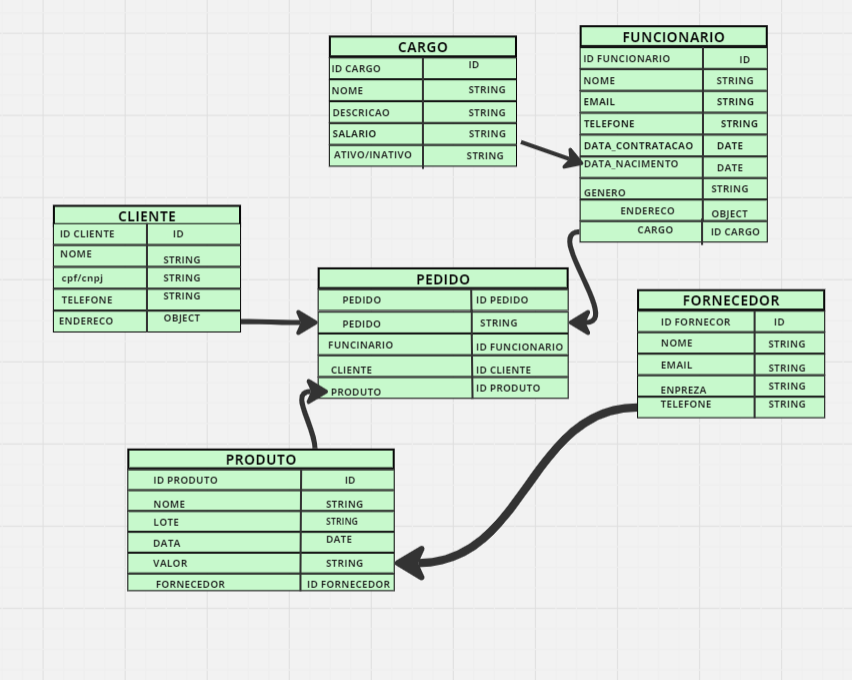 CARGO
ID CARGO ID
NOME STRING
DESCRICAO STRING
SALARIO STRING
ATIVO/INATIVO STRING
FUNCIONARIO
ID FUNCIONARIO ID
NOME STRING
EMAIL STRING
TELEFONE STRING
DATA_CONTRATACAO DATE
DATA_NACIMENTO DATE
GENERO STRING
ENDERECO OBJECT
CARGO ID CARGO
CLIENTE
ID CLIENTE ID
NOME STRING
cpf/cnpj STRING
TELEFONE STRING
ENDERECO OBJECT
PEDIDO
PEDIDO ID PEDIDO
PEDIDO STRING
FUNCINARIO ID FUNCIONARIO
CLIENTE ID CLIENTE
PRODUTO ID PRODUTO
FORNECEDOR
ID FORNECOR ID
NOME STRING
EMAIL STRING
ENPREZA STRING
TELEFONE STRING
PRODUTO
ID PRODUTO ID
NOME STRING
LOTE STRING
DATA DATE
VALOR STRING
FORNECEDOR ID FORNECEDOR